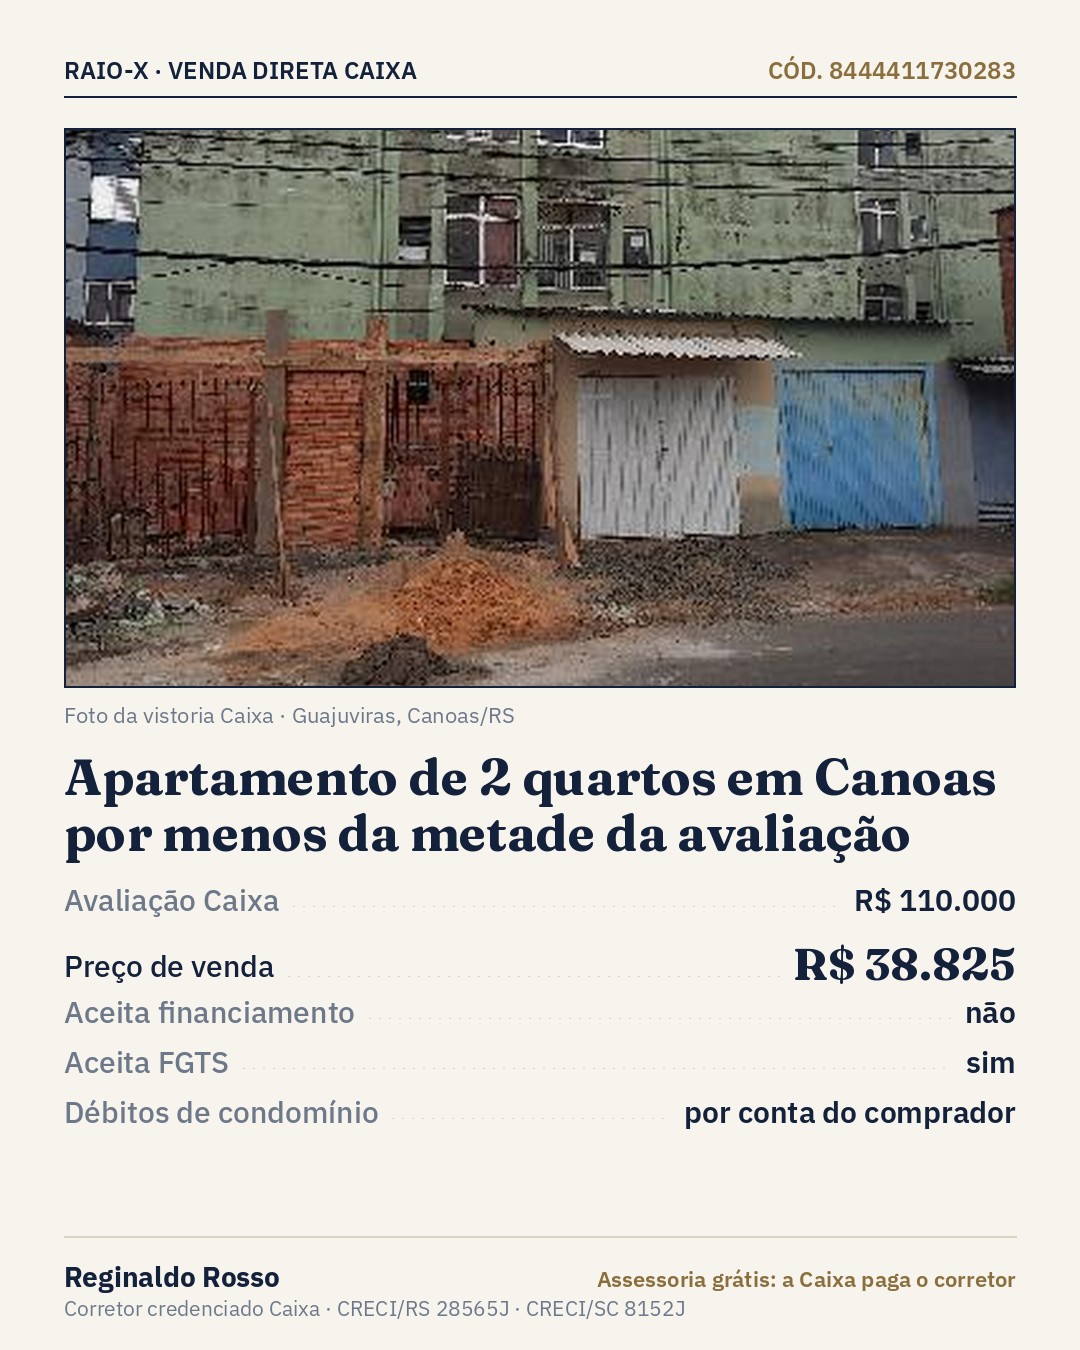 RAIO-X · VENDA DIRETA CAIXA
CÓD. 8444411730283
Foto da vistoria Caixa · Guajuviras, Canoas/RS
Apartamento de 2 quartos em Canoas
por menos da metade da avaliação
Avaliação Caixa R$ 110.000
Preço de venda R$ 38.825
Aceita financiamento não
Aceita FGTS sim
Débitos de condomínio por conta do comprador
Reginaldo Rosso
Assessoria grátis: a Caixa paga o corretor
Corretor credenciado Caixa · CRECI/RS 28565J · CRECI/SC 8152J